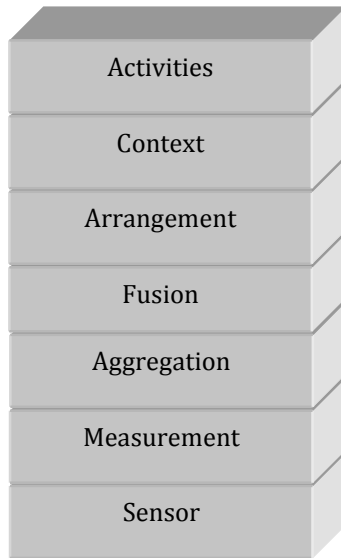 Activities
Context
Arrangement
Fusion
Aggregation
Measurement
Sensor